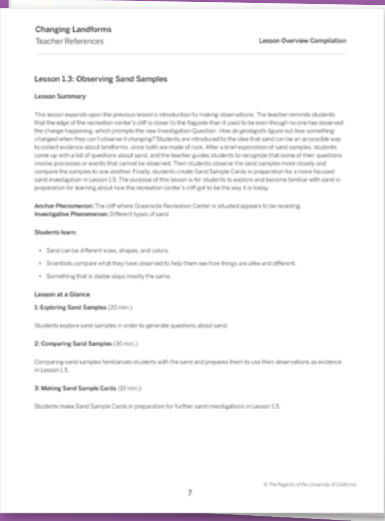 Changing Landforms
Teacher References
Lesson Overview Compilation
Lesson 1.3: Observing Sand Samples
Lesson Summary
This lesson expands upon the previous lesson's introduction to making observations. The teacher reminds students
that the edge of the recreation center's cliff is closer to the flagpole than it used to be even though no one has observed
the change happening, which prompts the new Investigation Question: How do geologists figure out how something
changed when they can't observe it changing? Students are introduced to the idea that sand can be an accessible way
to collect evidence about landforms, since both are made of rock. After a brief exploration of sand samples, students
come up with a list of questions about sand, and the teacher guides students to recognize that some of their questions
involve processes or events that cannot be observed. Then students observe the sand samples more closely and
compare the samples to one another. Finally, students create Sand Sample Cards in preparation for a more focused
sand investigation in Lesson 1.5. The purpose of this lesson is for students to explore and become familiar with sand in
preparation for learning about how the recreation center's cliff got to be the way it is today.
Anchor Phenomenon: The cliff where Oceanside Recreation Center is situated appears to be receding.
Investigative Phenomenon: Different types of sand
Students learn:
• Sand can be different sizes, shapes, and colors.
• Scientists compare what they have observed to help them see how things are alike and different.
• Something that is stable stays mostly the same.
Lesson at a Glance
1: Exploring Sand Samples (20 min.)
Students explore sand samples in order to generate questions about sand.
2: Comparing Sand Samples (30 min.)
Comparing sand samples familiarizes students with the sand and prepares them to use their observations as evidence
in Lesson 1.5.
3: Making Sand Sample Cards (10 min.)
Students make Sand Sample Cards in preparation for further sand investigations in Lesson 1.5.
© The Regents of the University of California
7